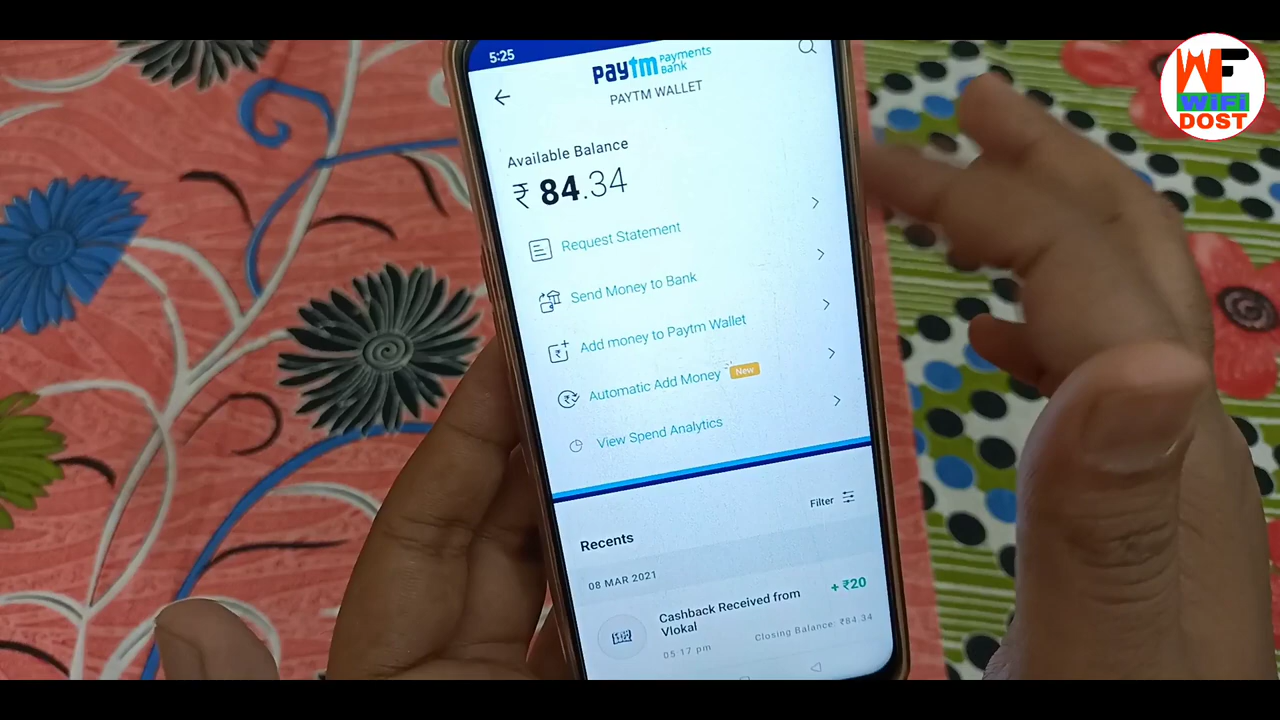 5:25
paytm Payments Bank
PAYTM WALLET
Available Balance
₹ 84.34
Request Statement
Send Money to Bank
Add money to Paytm Wallet
Automatic Add Money New
View Spend Analytics
Filter
Recents
08 MAR 2021
Cashback Received from
Vlokal
+ ₹20
05:17 pm
Closing Balance: ₹84.34
WF
WiFi
DOST